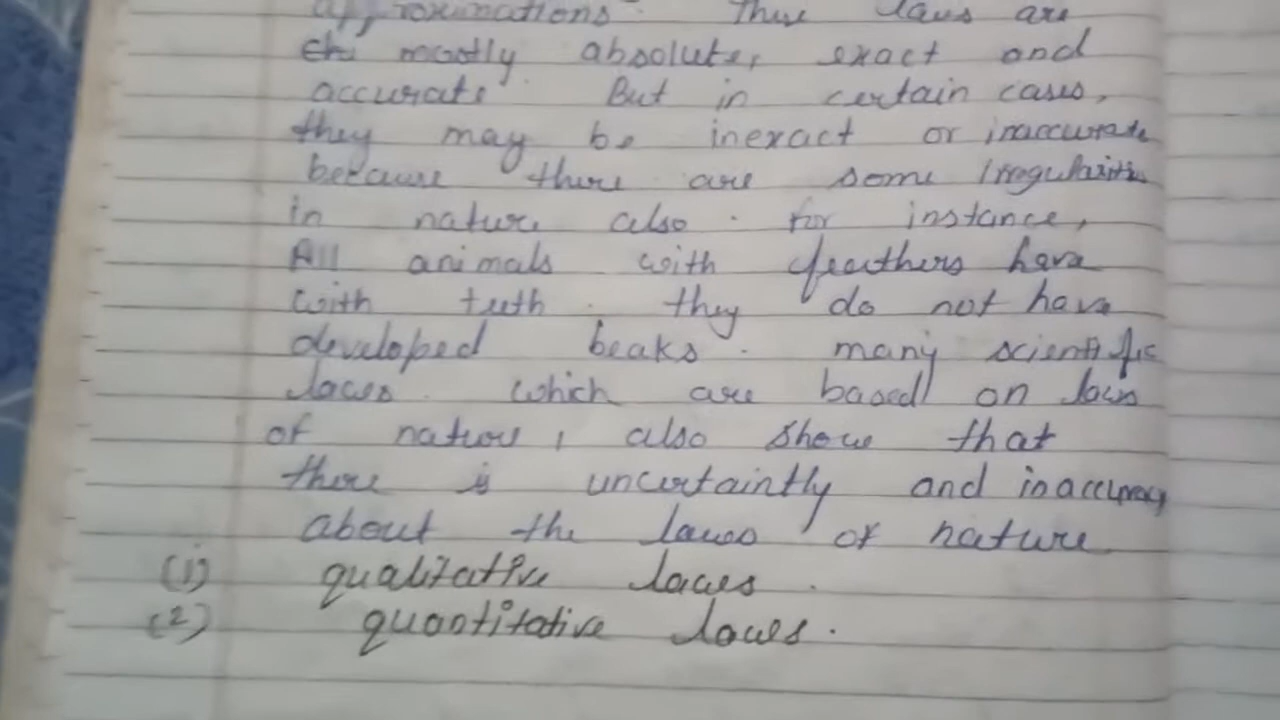 approximations. These laws are
the mostly absolute, exact and
accurate. But in certain cases,
they may be inexact or inaccurate
because there are some Irregularities
in nature also. for instance,
All animals with feathers have
with teeth. they do not have
developed beaks. many scientific
laws. which are based on laws
of nature, also show that
there is uncertaintly and inaccuracy
about the laws of nature
(1) qualitative laws.
(2) quantitative laws.